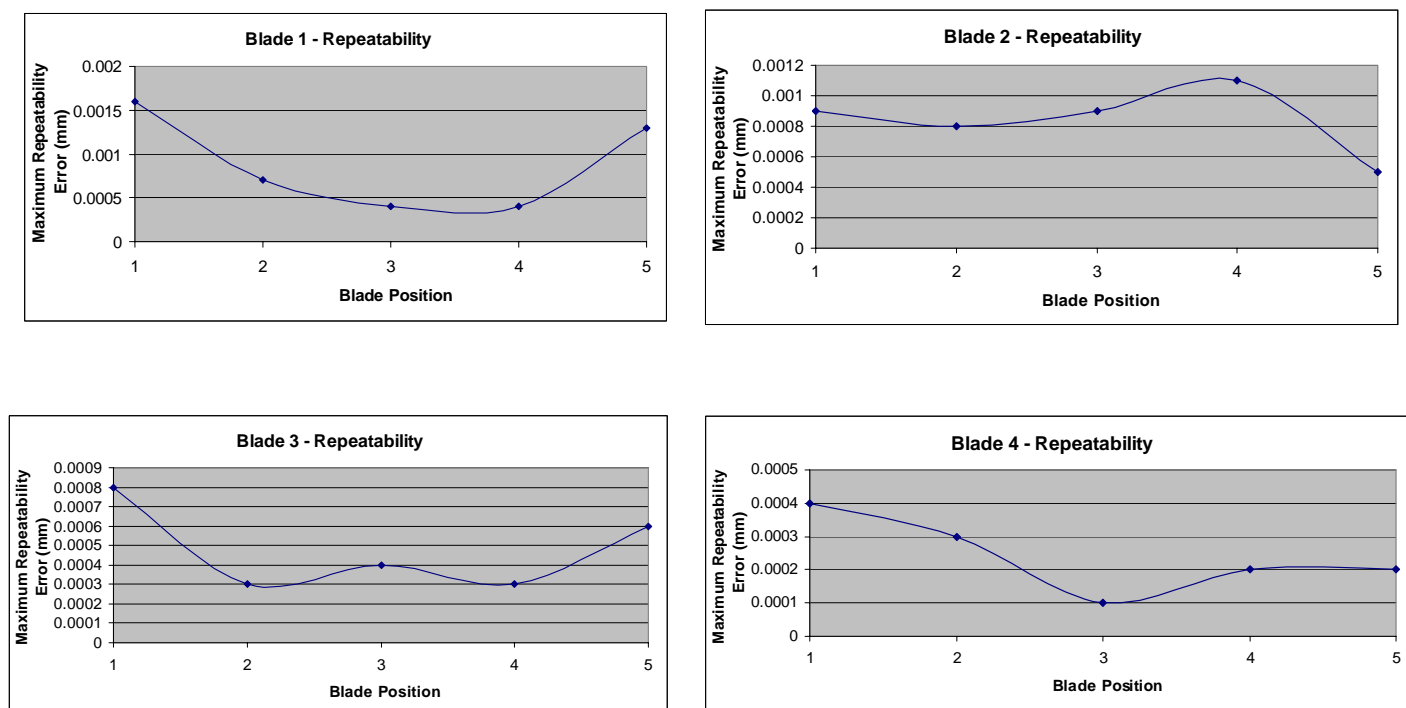 Blade 1 - Repeatability
Maximum Repeatability
Error (mm)
0.002
0.0015
0.001
0.0005
0
1 2 3 4 5
Blade Position
Blade 2 - Repeatability
Maximum Repeatability
Error (mm)
0.0012
0.001
0.0008
0.0006
0.0004
0.0002
0
1 2 3 4 5
Blade Position
Blade 3 - Repeatability
Maximum Repeatability
Error (mm)
0.0009
0.0008
0.0007
0.0006
0.0005
0.0004
0.0003
0.0002
0.0001
0
1 2 3 4 5
Blade Position
Blade 4 - Repeatability
Maximum Repeatability
Error (mm)
0.0005
0.0004
0.0003
0.0002
0.0001
0
1 2 3 4 5
Blade Position